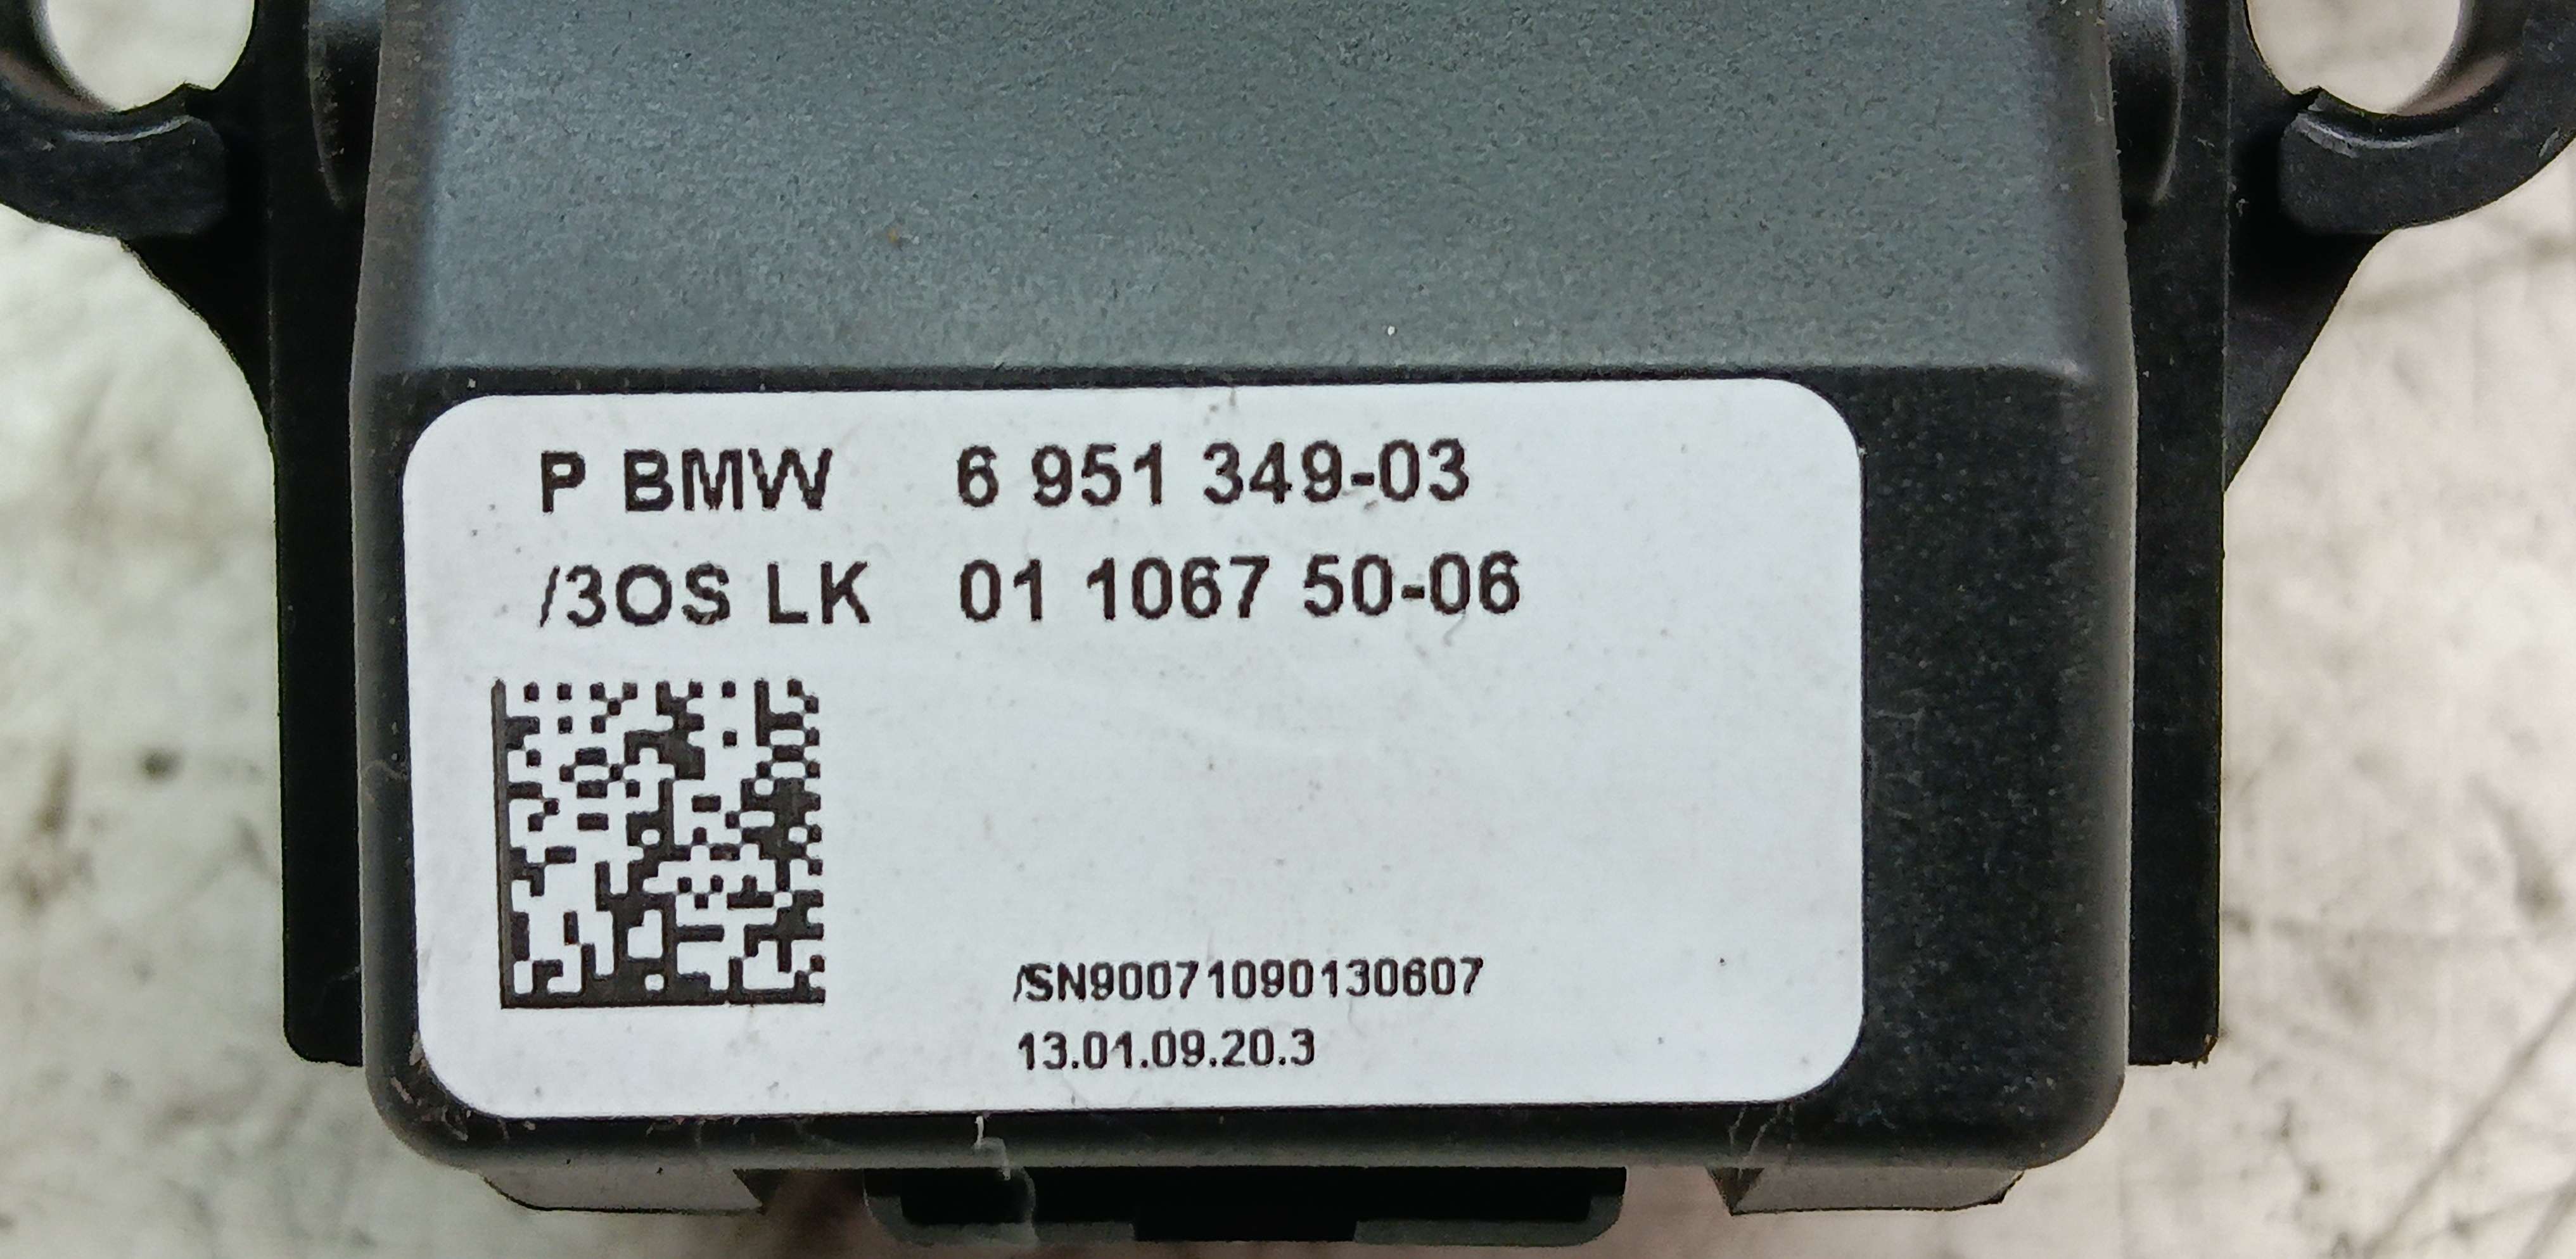 P BMW 6 951 349-03
/3OS LK 01 1067 50-06
/SN90071090130607
13.01.09.20.3